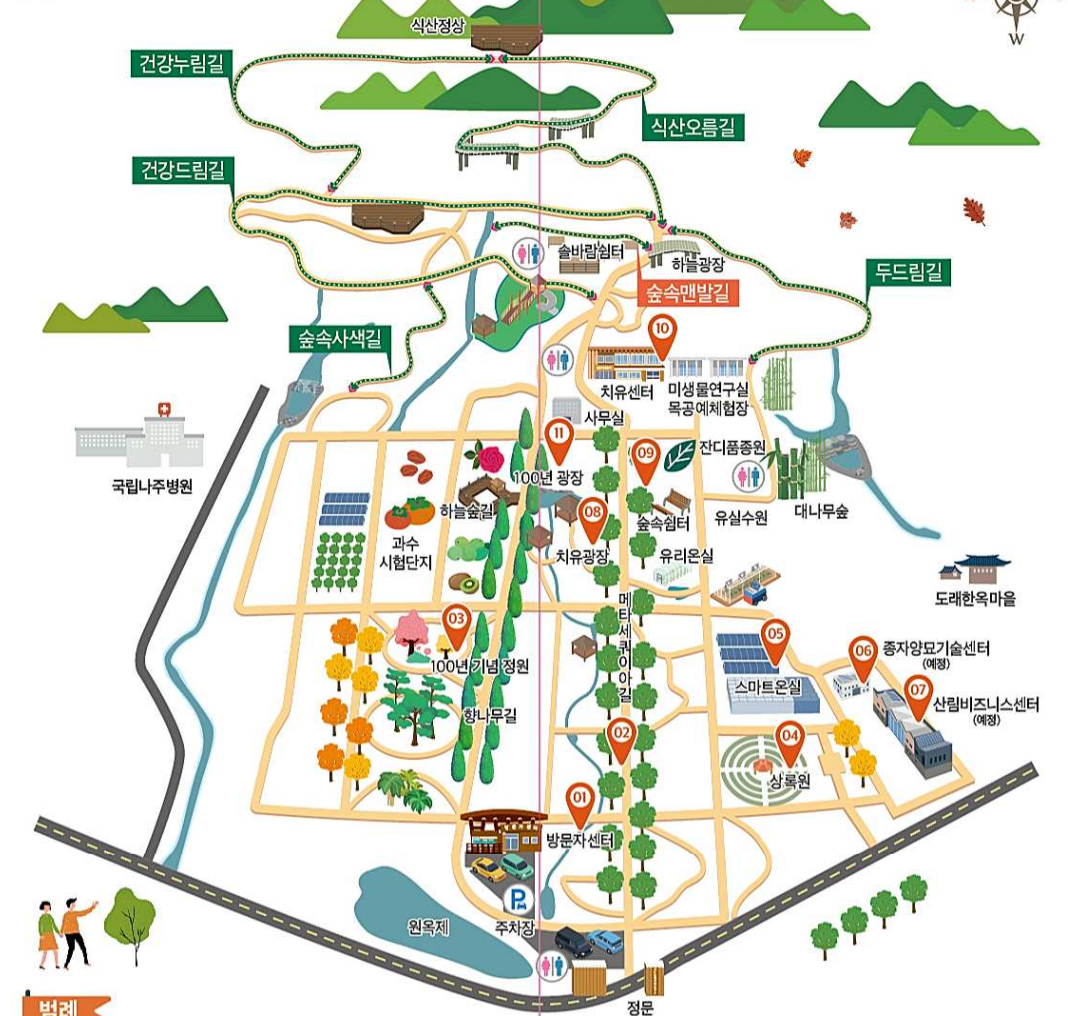 W
식산정상
건강누림길
식산오름길
건강드림길
솔바람쉼터
하늘광장
두드림길
숲속맨발길
숲속사색길
10
치유센터
미생물연구실
목공예체험장
사무실
11
100년 광장
09
잔디품종원
국립나주병원
하늘숲길
08
숲속쉼터
유실수원
대나무숲
과수
시험단지
치유광장
유리온실
도래한옥마을
메타세쿼이아길
03
100년 기념 정원
05
스마트온실
06
종자양묘기술센터
(예정)
07
산림비즈니스센터
(예정)
향나무길
02
04
상록원
01
방문자센터
P
주차장
원옥제
정문
범례